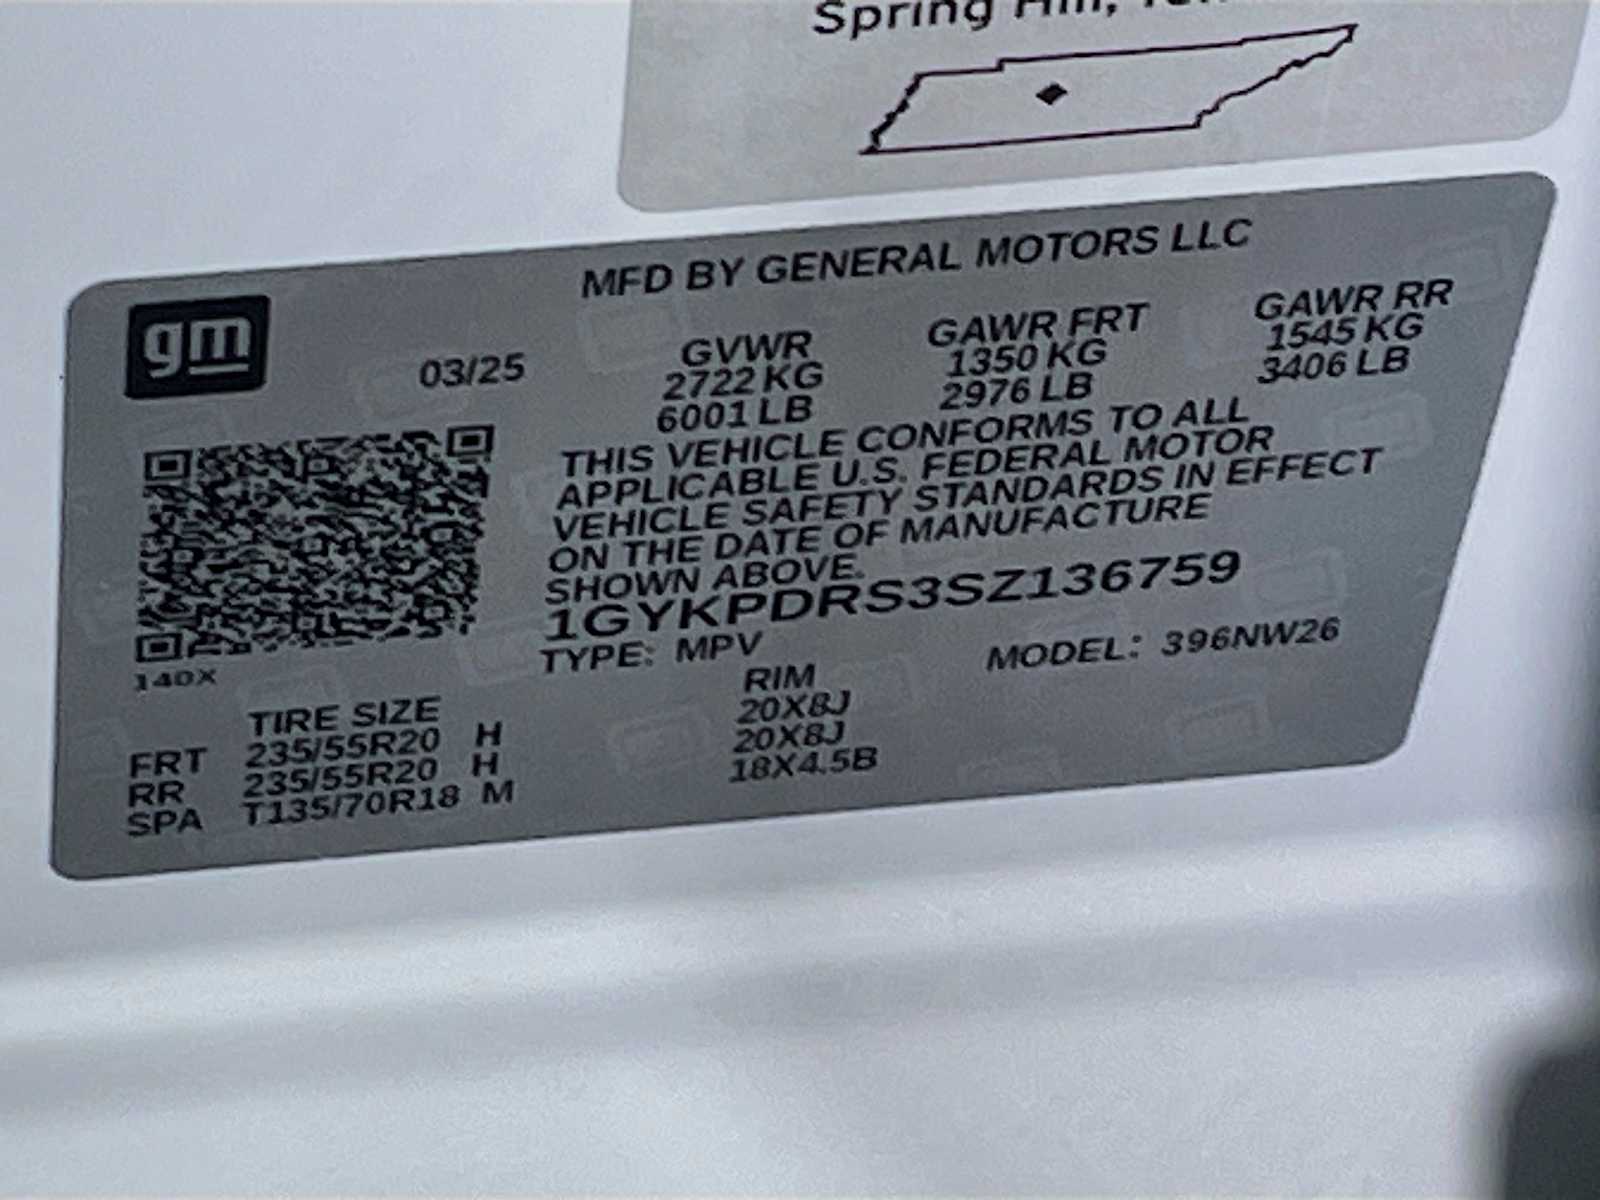 Spring Hill,
MFD BY GENERAL MOTORS LLC
gm
03/25
GVWR GAWR FRT GAWR RR
2722 KG 1350 KG 1545 KG
6001 LB 2976 LB 3406 LB
THIS VEHICLE CONFORMS TO ALL
APPLICABLE U.S. FEDERAL MOTOR
VEHICLE SAFETY STANDARDS IN EFFECT
ON THE DATE OF MANUFACTURE
SHOWN ABOVE.
1GYKPDRS3SZ136759
TYPE: MPV MODEL: 396NW26
140X
TIRE SIZE RIM
FRT 235/55R20 H 20X8J
RR 235/55R20 H 20X8J
SPA T135/70R18 M 18X4.5B